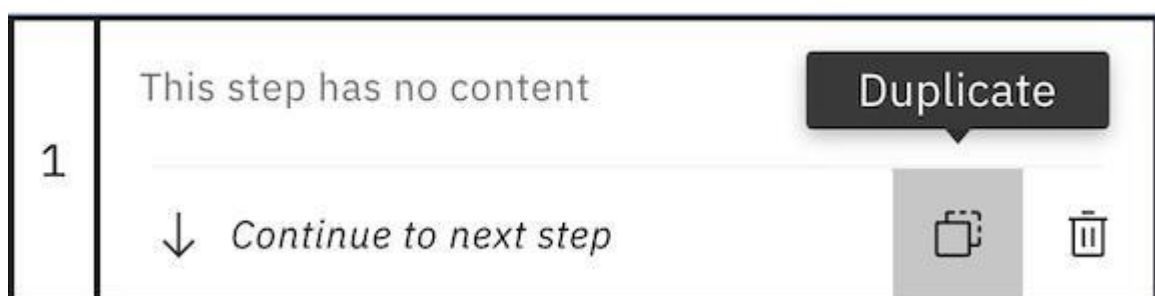 This step has no content
Duplicate
1
Continue to next step